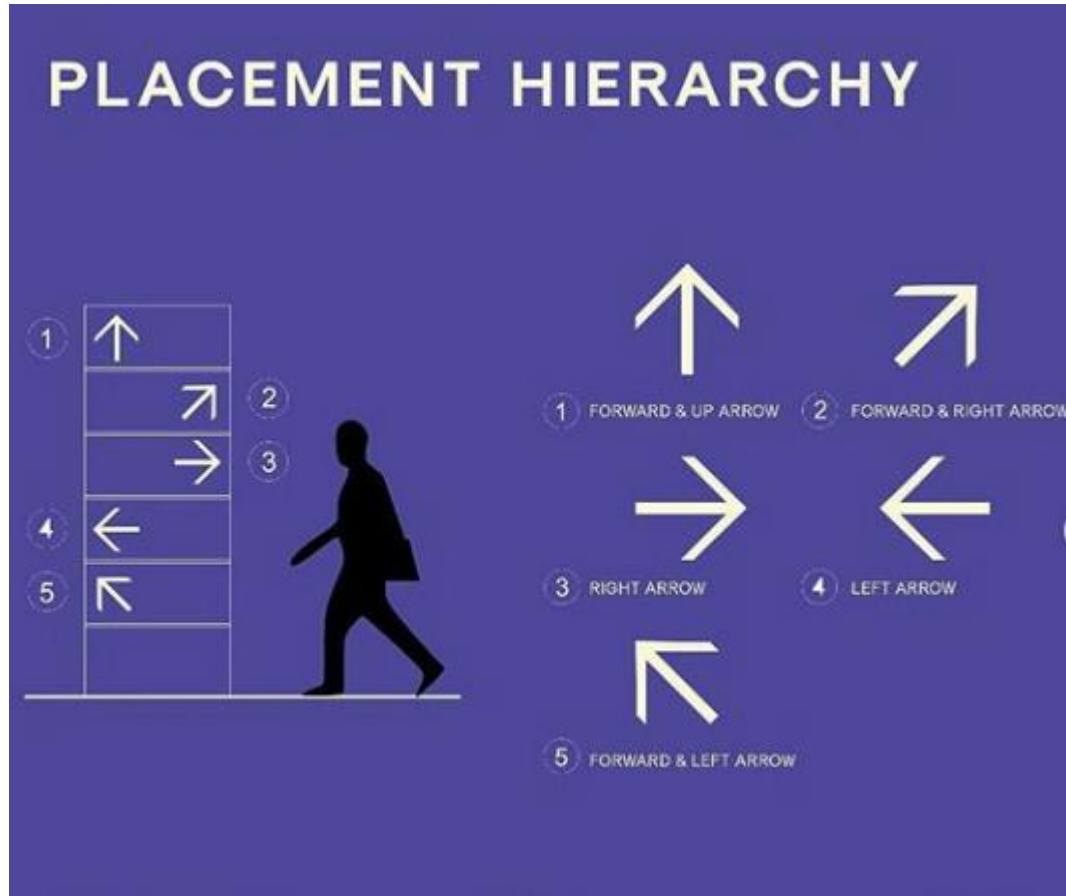 PLACEMENT HIERARCHY
1
2
3
4
5
1 FORWARD & UP ARROW
2 FORWARD & RIGHT ARROW
3 RIGHT ARROW
4 LEFT ARROW
5 FORWARD & LEFT ARROW